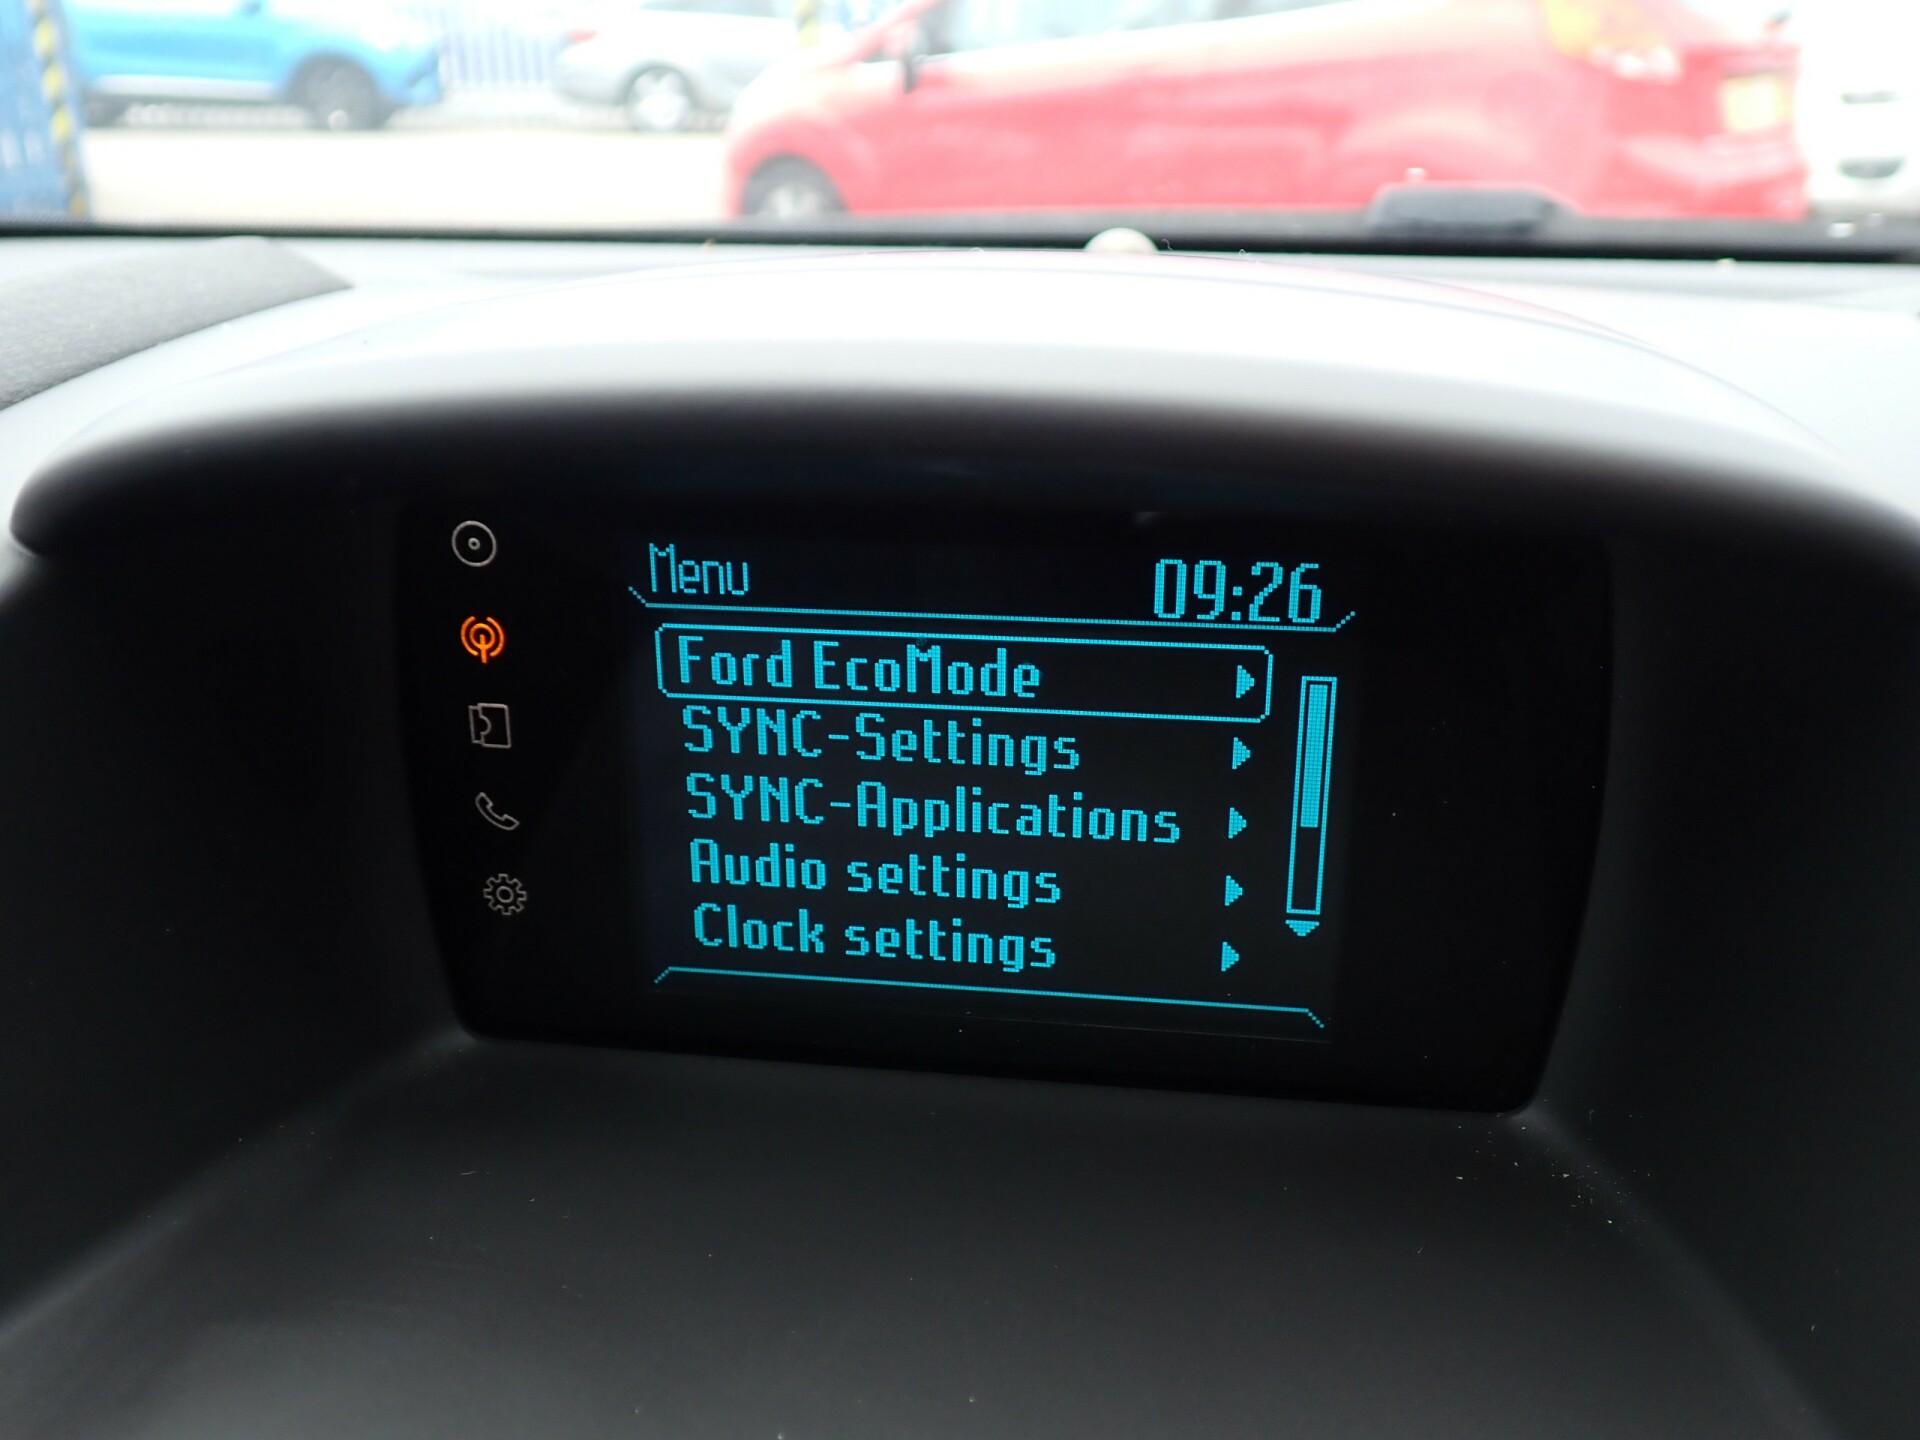 Menu 09:26
Ford EcoMode
SYNC-Settings
SYNC-Applications
Audio settings
Clock settings